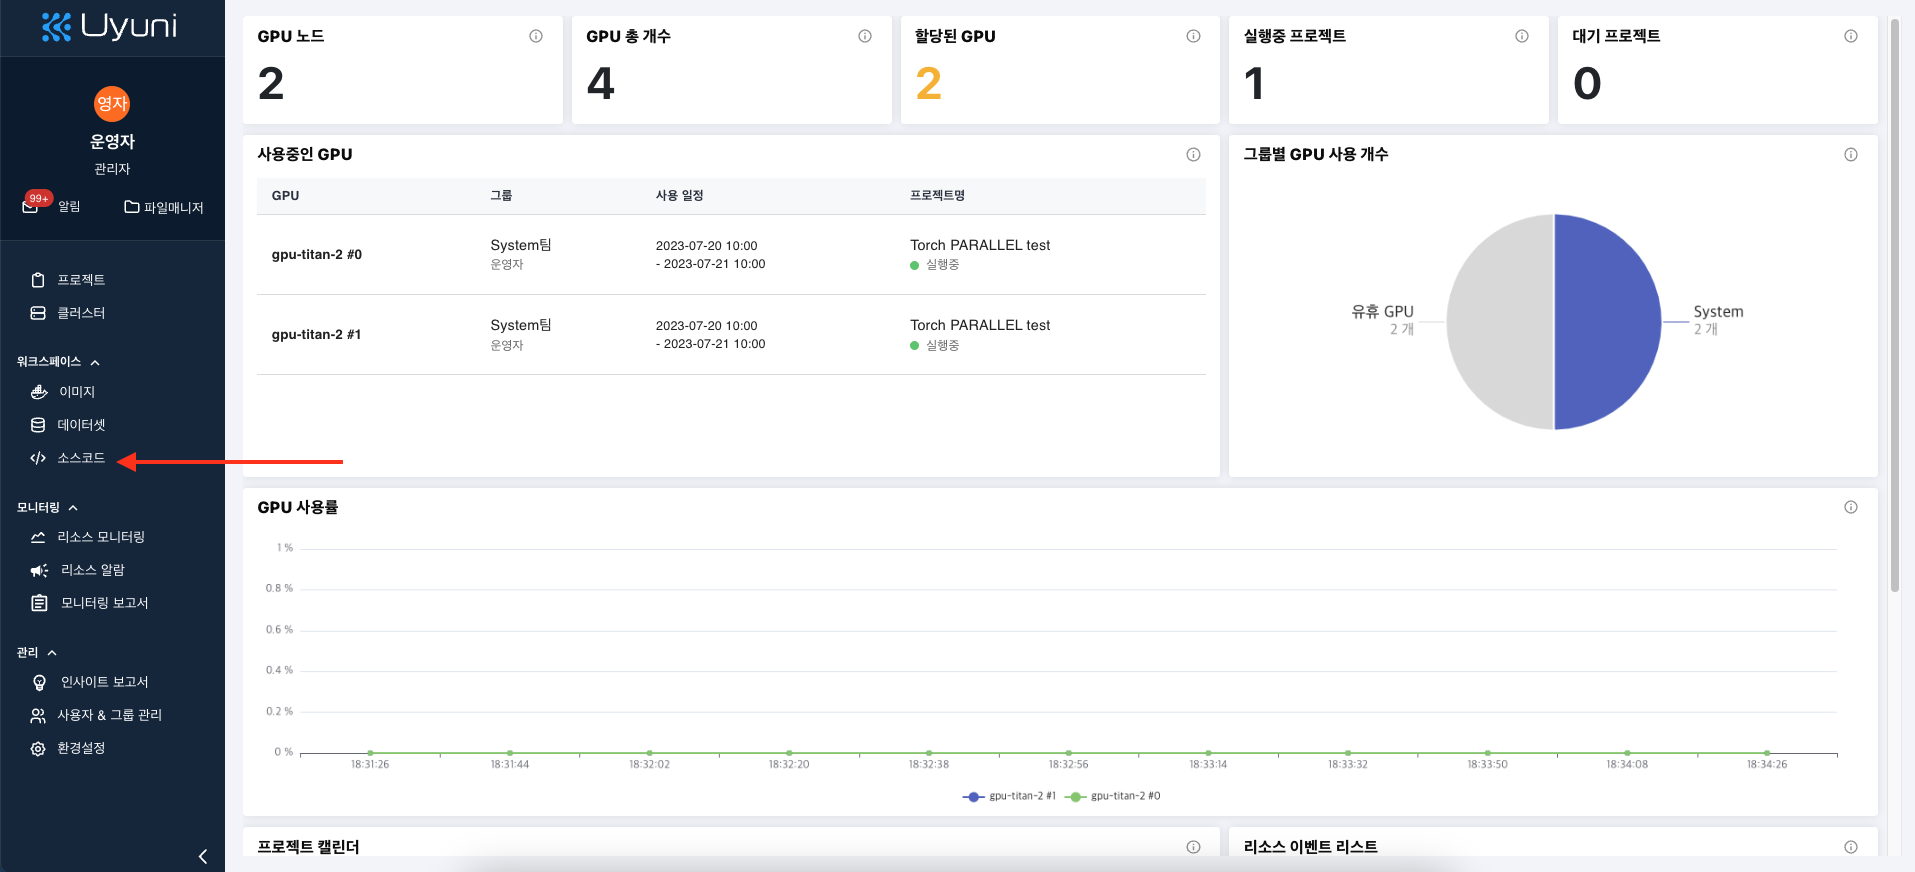 Uyuni
영자
운영자
관리자
99+
알림
파일매니저
프로젝트
클러스터
워크스페이스
이미지
데이터셋
소스코드
모니터링
리소스 모니터링
리소스 알람
모니터링 보고서
관리
인사이트 보고서
사용자 & 그룹 관리
환경설정
GPU 노드
2
GPU 총 개수
4
할당된 GPU
2
실행중 프로젝트
1
대기 프로젝트
0
사용중인 GPU
GPU 그룹 사용 일정 프로젝트명
gpu-titan-2 #0
System팀
운영자
2023-07-20 10:00
- 2023-07-21 10:00
Torch PARALLEL test
실행중
gpu-titan-2 #1
System팀
운영자
2023-07-20 10:00
- 2023-07-21 10:00
Torch PARALLEL test
실행중
그룹별 GPU 사용 개수
유휴 GPU
2 개
System
2 개
GPU 사용률
1 %
0.8 %
0.6 %
0.4 %
0.2 %
0 %
18:31:26 18:31:44 18:32:02 18:32:20 18:32:38 18:32:56 18:33:14 18:33:32 18:33:50 18:34:08 18:34:26
gpu-titan-2 #1 gpu-titan-2 #0
프로젝트 캘린더
리소스 이벤트 리스트